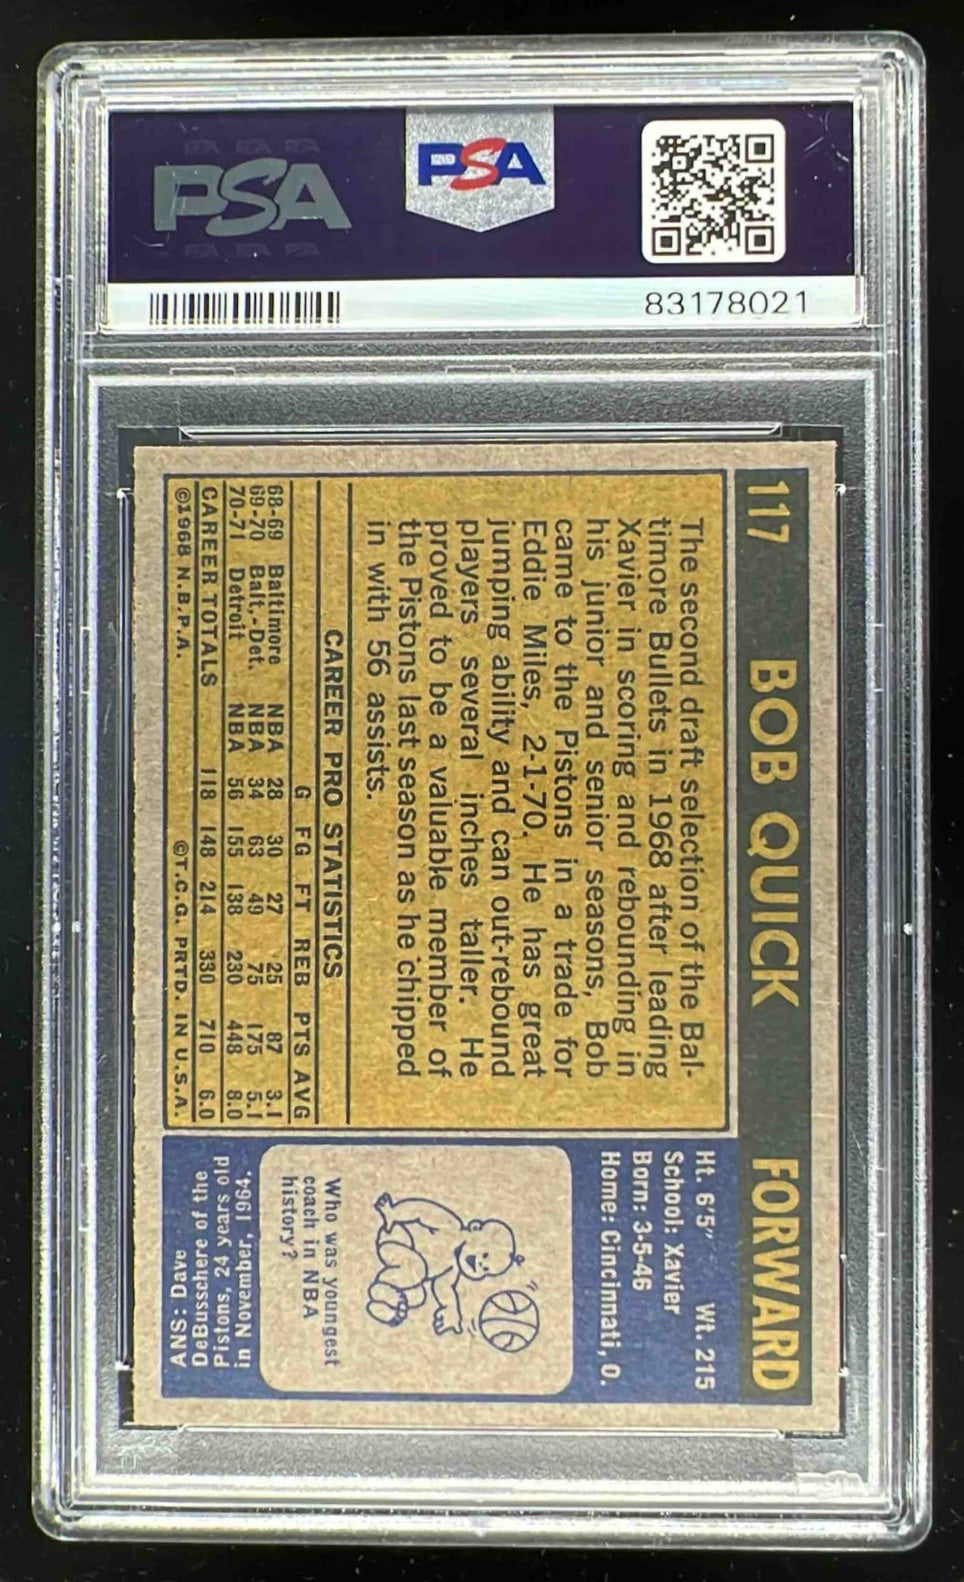 PSA
PSA
83178021
117 BOB QUICK FORWARD
The second draft selection of the Bal-
timore Bullets in 1968 after leading
Xavier in scoring and rebounding in
his junior and senior seasons, Bob
came to the Pistons in a trade for
Eddie Miles, 2-1-70. He has great
jumping ability and can out-rebound
players several inches taller. He
proved to be a valuable member of
the Pistons last season as he chipped
in with 56 assists.
CAREER PRO STATISTICS
G FG FT REB PTS AVG
68-69 Baltimore NBA 28 30 27 25 87 3.1
69-70 Balt.-Det. NBA 34 63 49 75 175 5.1
70-71 Detroit NBA 56 155 138 230 448 8.0
CAREER TOTALS 118 148 214 330 710 6.0
©1968 N.B.P.A. ©T.C.G. PRTD. IN U.S.A.
Ht. 6'5" Wt. 215
School: Xavier
Born: 3-5-46
Home: Cincinnati, O.
Who was youngest
coach in NBA
history?
ANS: Dave
DeBusschere of the
Pistons, 24 years old
in November, 1964.